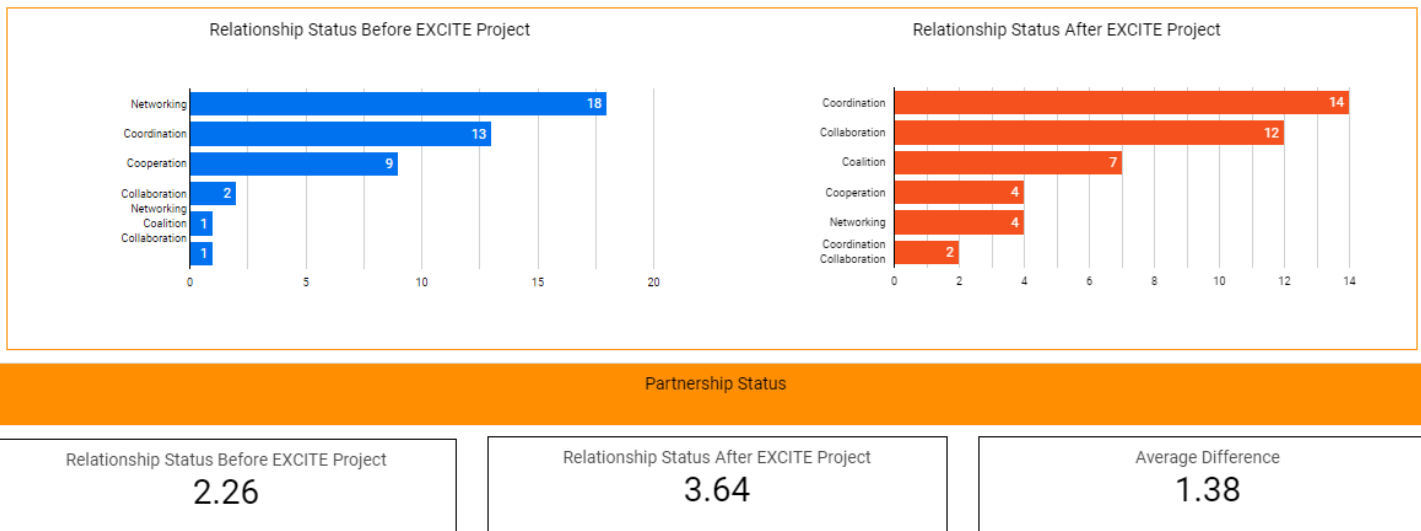 Relationship Status Before EXCITE Project
Networking 18
Coordination 13
Cooperation 9
Collaboration 2
Networking
Coalition 1
Collaboration
1
0 5 10 15 20
Relationship Status After EXCITE Project
Coordination 14
Collaboration 12
Coalition 7
Cooperation 4
Networking 4
Coordination
Collaboration 2
0 2 4 6 8 10 12 14
Partnership Status
Relationship Status Before EXCITE Project
2.26
Relationship Status After EXCITE Project
3.64
Average Difference
1.38